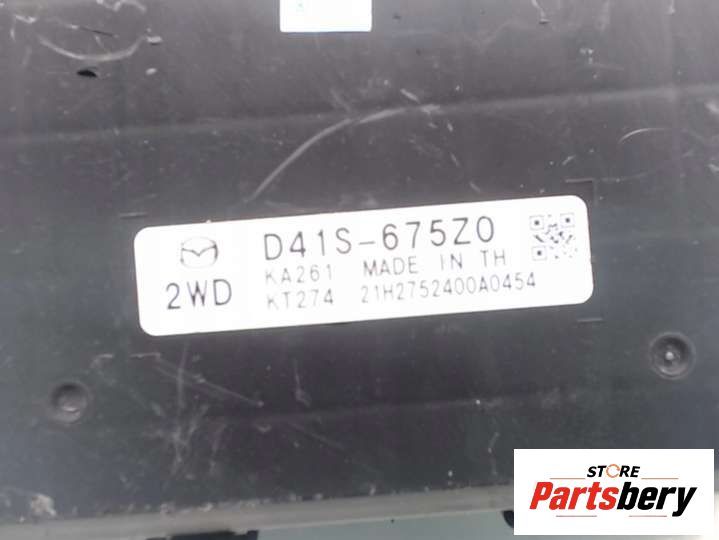 D41S-675Z0
2WD
KA261 MADE IN TH
KT274 21H2752400A0454
STORE
Partsbery